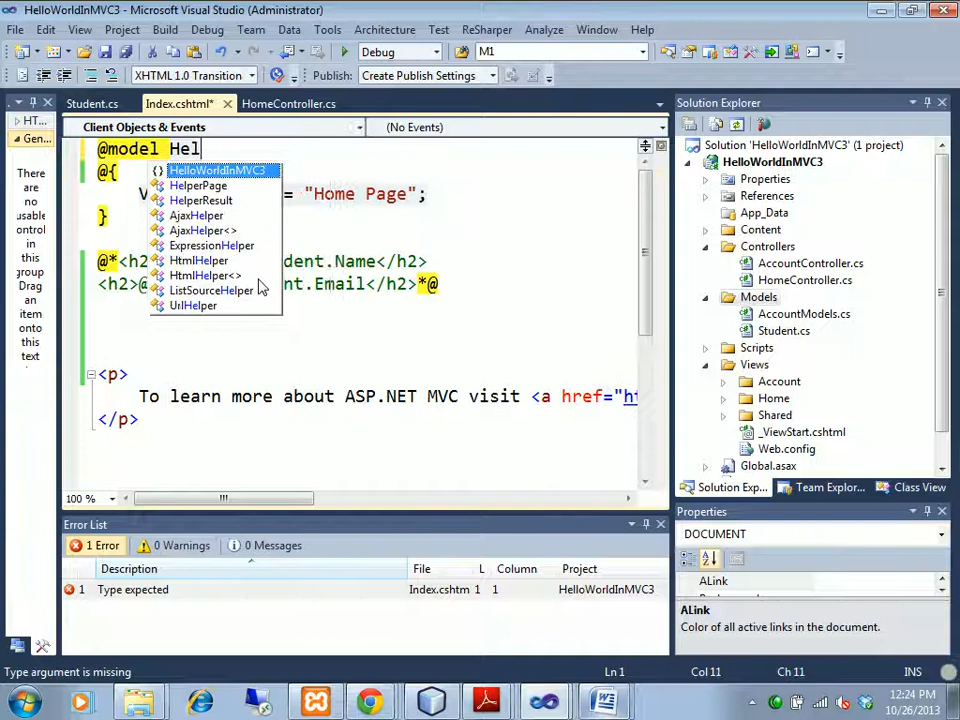 HelloWorldInMVC3 - Microsoft Visual Studio (Administrator)
File Edit View Project Build Debug Team Data Tools Architecture Test ReSharper Analyze Window Help
Debug M1
XHTML 1.0 Transition Publish: Create Publish Settings
Student.cs Index.cshtml* HomeController.cs
Client Objects & Events (No Events)
HT...
Gen...
There
are
no
usable
ontrol
in
this
group
Drag
an
item
onto
this
text
@model Hel
@{
V = "Home Page";
}
HelloWorldInMVC3
HelperPage
HelperResult
AjaxHelper
AjaxHelper<>
ExpressionHelper
HtmlHelper
HtmlHelper<>
ListSourceHelper
UrlHelper
@*<h2 dent.Name</h2>
<h2>@ nt.Email</h2>*@
<p>
To learn more about ASP.NET MVC visit <a href="ht
</p>
100 %
Error List
1 Error 0 Warnings 0 Messages
Description File L Column Project
1 Type expected Index.cshtm 1 1 HelloWorldInMVC3
Solution Explorer
Solution 'HelloWorldInMVC3'
HelloWorldInMVC3
Properties
References
App_Data
Content
Controllers
AccountController.cs
HomeController.cs
Models
AccountModels.cs
Student.cs
Scripts
Views
Account
Home
Shared
_ViewStart.cshtml
Web.config
Global.asax
Solution Exp... Team Explor... Class View
Properties
DOCUMENT
ALink
ALink
Color of all active links in the document.
Type argument is missing Ln 1 Col 11 Ch 11 INS
12:24 PM
10/26/2013